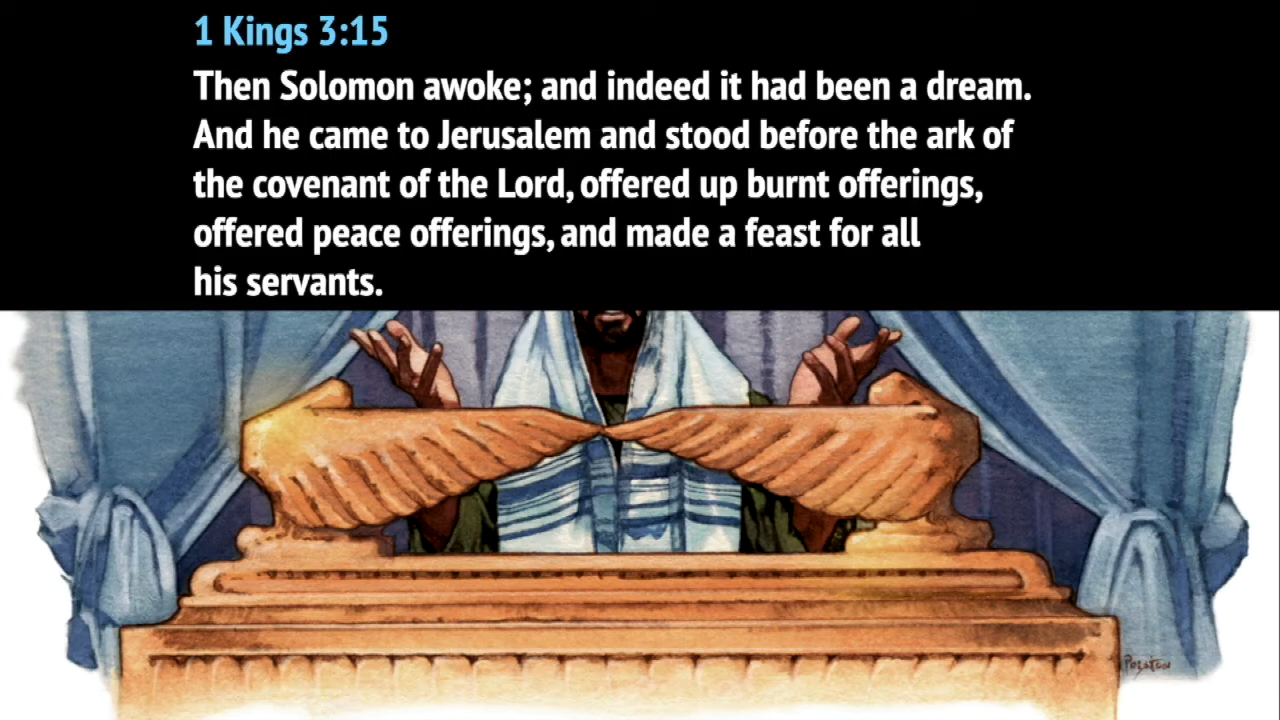 1 Kings 3:15
Then Solomon awoke; and indeed it had been a dream.
And he came to Jerusalem and stood before the ark of
the covenant of the Lord, offered up burnt offerings,
offered peace offerings, and made a feast for all
his servants.